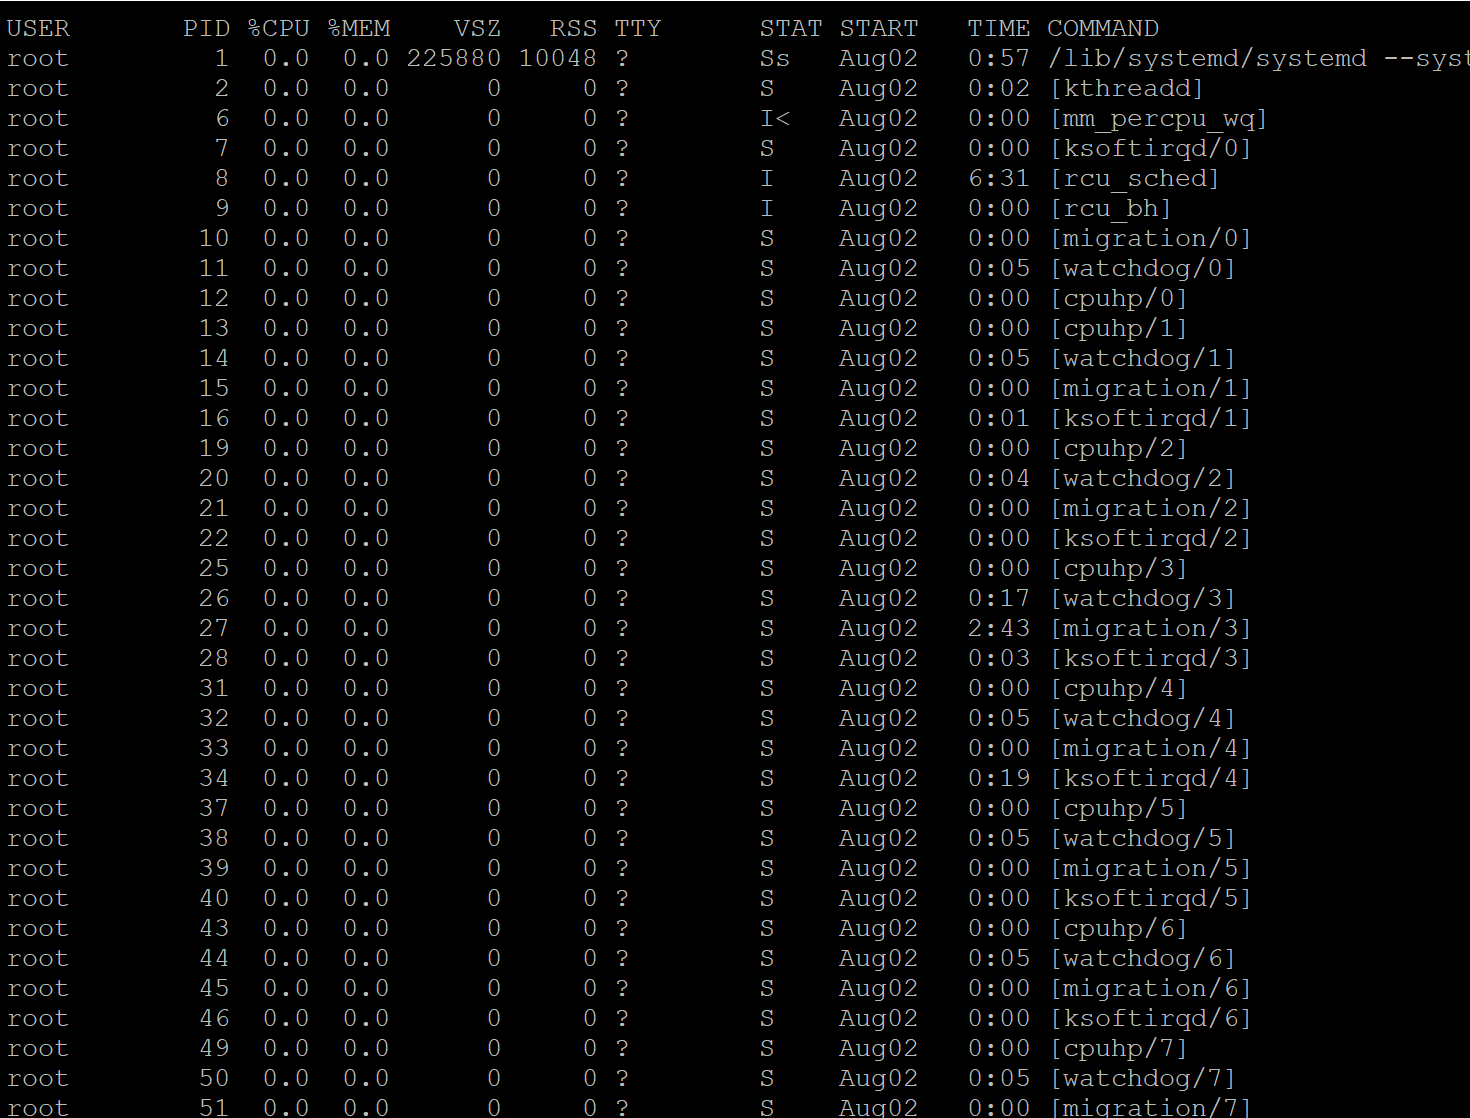 USER       PID %CPU %MEM    VSZ   RSS TTY      STAT START   TIME COMMAND
root         1  0.0  0.0 225880 10048 ?        Ss   Aug02   0:57 /lib/systemd/systemd --syst
root         2  0.0  0.0      0     0 ?        S    Aug02   0:02 [kthreadd]
root         6  0.0  0.0      0     0 ?        I<   Aug02   0:00 [mm_percpu_wq]
root         7  0.0  0.0      0     0 ?        S    Aug02   0:00 [ksoftirqd/0]
root         8  0.0  0.0      0     0 ?        I    Aug02   6:31 [rcu_sched]
root         9  0.0  0.0      0     0 ?        I    Aug02   0:00 [rcu_bh]
root        10  0.0  0.0      0     0 ?        S    Aug02   0:00 [migration/0]
root        11  0.0  0.0      0     0 ?        S    Aug02   0:05 [watchdog/0]
root        12  0.0  0.0      0     0 ?        S    Aug02   0:00 [cpuhp/0]
root        13  0.0  0.0      0     0 ?        S    Aug02   0:00 [cpuhp/1]
root        14  0.0  0.0      0     0 ?        S    Aug02   0:05 [watchdog/1]
root        15  0.0  0.0      0     0 ?        S    Aug02   0:00 [migration/1]
root        16  0.0  0.0      0     0 ?        S    Aug02   0:01 [ksoftirqd/1]
root        19  0.0  0.0      0     0 ?        S    Aug02   0:00 [cpuhp/2]
root        20  0.0  0.0      0     0 ?        S    Aug02   0:04 [watchdog/2]
root        21  0.0  0.0      0     0 ?        S    Aug02   0:00 [migration/2]
root        22  0.0  0.0      0     0 ?        S    Aug02   0:00 [ksoftirqd/2]
root        25  0.0  0.0      0     0 ?        S    Aug02   0:00 [cpuhp/3]
root        26  0.0  0.0      0     0 ?        S    Aug02   0:17 [watchdog/3]
root        27  0.0  0.0      0     0 ?        S    Aug02   2:43 [migration/3]
root        28  0.0  0.0      0     0 ?        S    Aug02   0:03 [ksoftirqd/3]
root        31  0.0  0.0      0     0 ?        S    Aug02   0:00 [cpuhp/4]
root        32  0.0  0.0      0     0 ?        S    Aug02   0:05 [watchdog/4]
root        33  0.0  0.0      0     0 ?        S    Aug02   0:00 [migration/4]
root        34  0.0  0.0      0     0 ?        S    Aug02   0:19 [ksoftirqd/4]
root        37  0.0  0.0      0     0 ?        S    Aug02   0:00 [cpuhp/5]
root        38  0.0  0.0      0     0 ?        S    Aug02   0:05 [watchdog/5]
root        39  0.0  0.0      0     0 ?        S    Aug02   0:00 [migration/5]
root        40  0.0  0.0      0     0 ?        S    Aug02   0:00 [ksoftirqd/5]
root        43  0.0  0.0      0     0 ?        S    Aug02   0:00 [cpuhp/6]
root        44  0.0  0.0      0     0 ?        S    Aug02   0:05 [watchdog/6]
root        45  0.0  0.0      0     0 ?        S    Aug02   0:00 [migration/6]
root        46  0.0  0.0      0     0 ?        S    Aug02   0:00 [ksoftirqd/6]
root        49  0.0  0.0      0     0 ?        S    Aug02   0:00 [cpuhp/7]
root        50  0.0  0.0      0     0 ?        S    Aug02   0:05 [watchdog/7]
root        51  0.0  0.0      0     0 ?        S    Aug02   0:00 [migration/7]